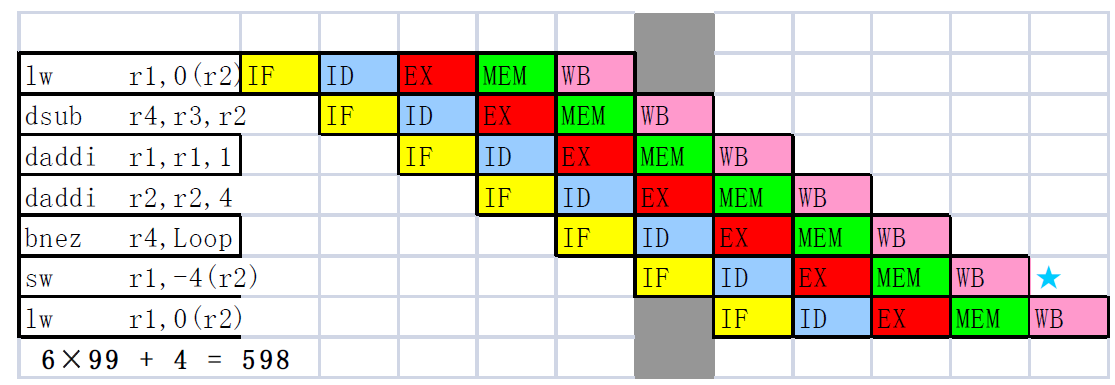 lw r1,0(r2) IF ID EX MEM WB
dsub r4,r3,r2 IF ID EX MEM WB
daddi r1,r1,1 IF ID EX MEM WB
daddi r2,r2,4 IF ID EX MEM WB
bnez r4,Loop IF ID EX MEM WB
sw r1,-4(r2) IF ID EX MEM WB ★
lw r1,0(r2) IF ID EX MEM WB
6×99 + 4 = 598